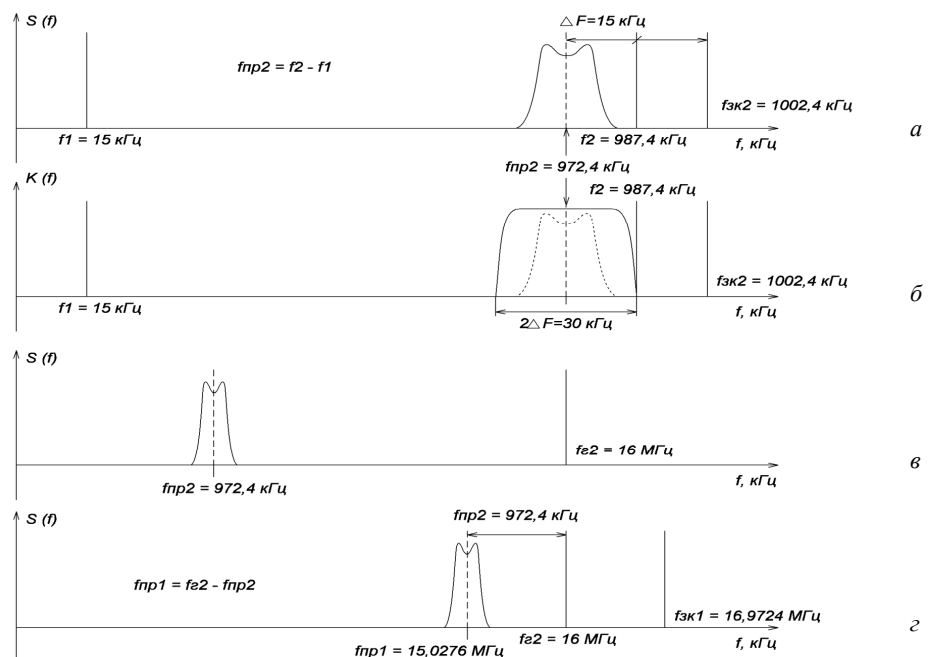 S (f)
△ F=15 кГц
fпр2 = f2 - f1
fзк2 = 1002,4 кГц
f1 = 15 кГц
f2 = 987,4 кГц
f, кГц
а
fпр2 = 972,4 кГц
K (f)
f2 = 987,4 кГц
fзк2 = 1002,4 кГц
f1 = 15 кГц
f, кГц
б
2△ F=30 кГц
S (f)
fг2 = 16 МГц
fпр2 = 972,4 кГц
f, кГц
в
S (f)
fпр2 = 972,4 кГц
fпр1 = fг2 - fпр2
fзк1 = 16,9724 МГц
fг2 = 16 МГц
f, кГц
г
fпр1 = 15,0276 МГц